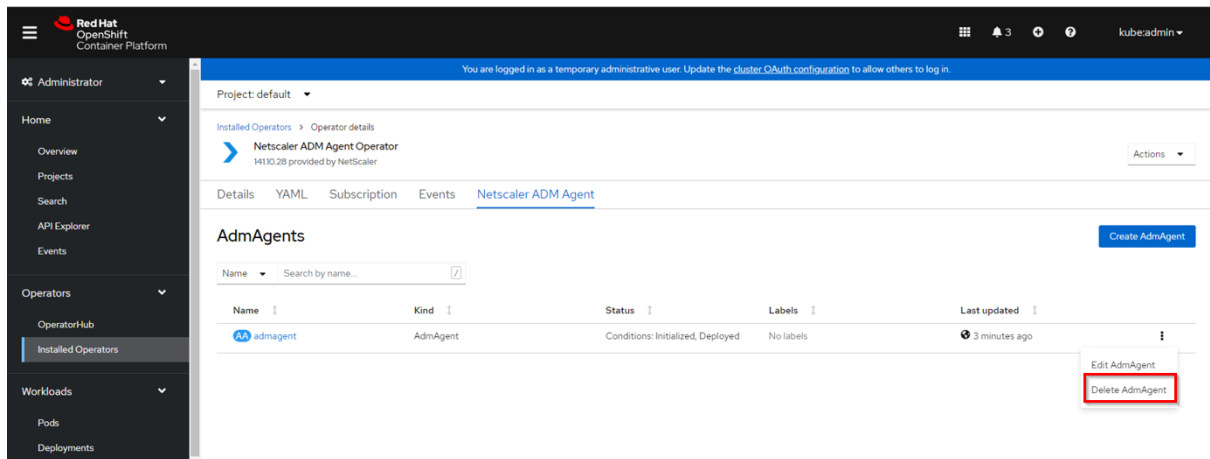 Red Hat
OpenShift
Container Platform
3
kube:admin
Administrator
You are logged in as a temporary administrative user. Update the cluster OAuth configuration to allow others to log in.
Project: default
Home
Overview
Projects
Search
API Explorer
Events
Operators
OperatorHub
Installed Operators
Workloads
Pods
Deployments
Installed Operators > Operator details
Netscaler ADM Agent Operator
141.10.28 provided by NetScaler
Actions
Details YAML Subscription Events Netscaler ADM Agent
AdmAgents
Create AdmAgent
Name Search by name... /
Name Kind Status Labels Last updated
AA admagent AdmAgent Conditions: Initialized, Deployed No labels 3 minutes ago
Edit AdmAgent
Delete AdmAgent